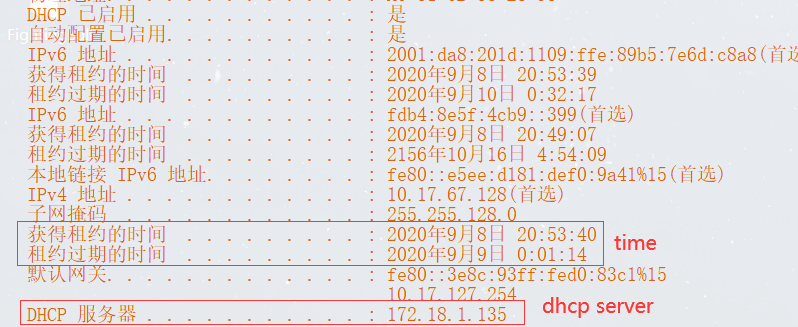 DHCP 已启用 . . . . . . . . . . . : 是
自动配置已启用. . . . . . . . . . : 是
IPv6 地址 . . . . . . . . . . . . : 2001:da8:201d:1109:ffe:89b5:7e6d:c8a8(首选
获得租约的时间 . . . . . . . . . : 2020年9月8日 20:53:39
租约过期的时间 . . . . . . . . . : 2020年9月10日 0:32:17
IPv6 地址 . . . . . . . . . . . . : fdb4:8e5f:4cb9::399(首选)
获得租约的时间 . . . . . . . . . : 2020年9月8日 20:49:07
租约过期的时间 . . . . . . . . . : 2156年10月16日 4:54:09
本地链接 IPv6 地址. . . . . . . . : fe80::e5ee:d181:def0:9a41%15(首选)
IPv4 地址 . . . . . . . . . . . . : 10.17.67.128(首选)
子网掩码 . . . . . . . . . . . . : 255.255.128.0
获得租约的时间 . . . . . . . . . : 2020年9月8日 20:53:40
time
租约过期的时间 . . . . . . . . . : 2020年9月9日 0:01:14
默认网关. . . . . . . . . . . . . : fe80::3e8c:93ff:fed0:83c1%15
10.17.127.254
dhcp server
DHCP 服务器 . . . . . . . . . . . : 172.18.1.135